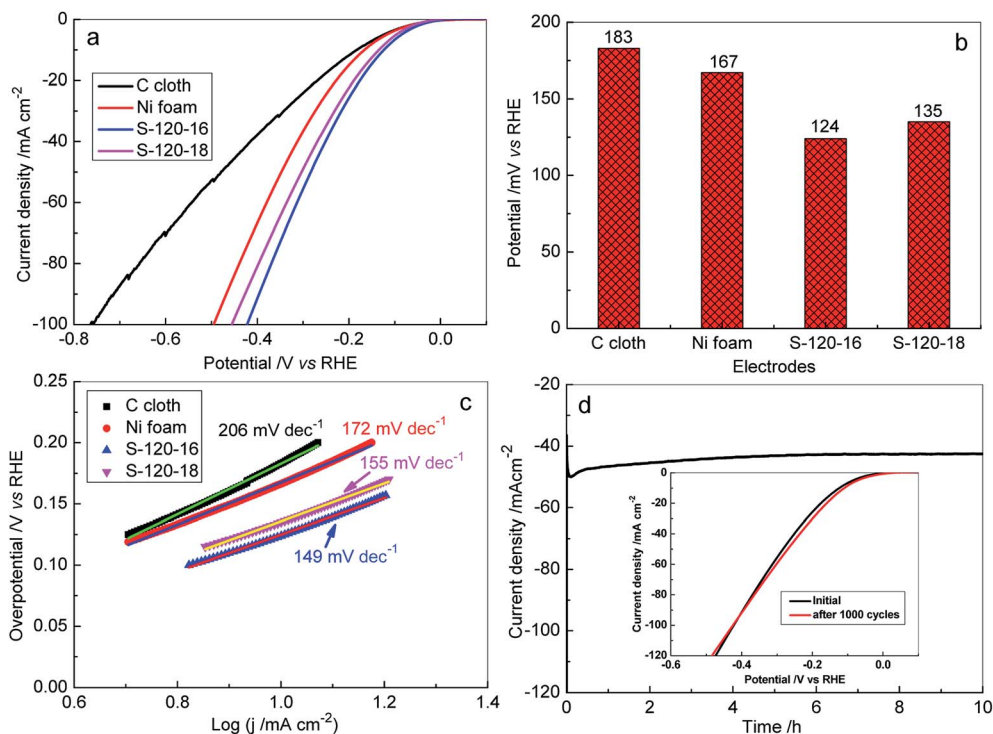 a
C cloth
Ni foam
S-120-16
S-120-18
0
-20
-40
-60
-80
-100
Current density /mA cm-2
-0.8 -0.6 -0.4 -0.2 0.0
Potential /V vs RHE
b
183
167
124
135
200
150
100
50
0
Potential /mV vs RHE
C cloth Ni foam S-120-16 S-120-18
Electrodes
c
C cloth
Ni foam
S-120-16
S-120-18
206 mV dec-1
172 mV dec-1
155 mV dec-1
149 mV dec-1
0.25
0.20
0.15
0.10
0.05
0.00
Overpotential /V vs RHE
0.6 0.8 1.0 1.2 1.4
Log (j /mA cm-2)
d
-20
-40
-60
-80
-100
-120
Current density /mAcm-2
0 2 4 6 8 10
Time /h
0
-20
-40
-60
-80
-100
-120
Current density /mA cm-2
Initial
after 1000 cycles
-0.6 -0.4 -0.2 0.0
Potential /V vs RHE